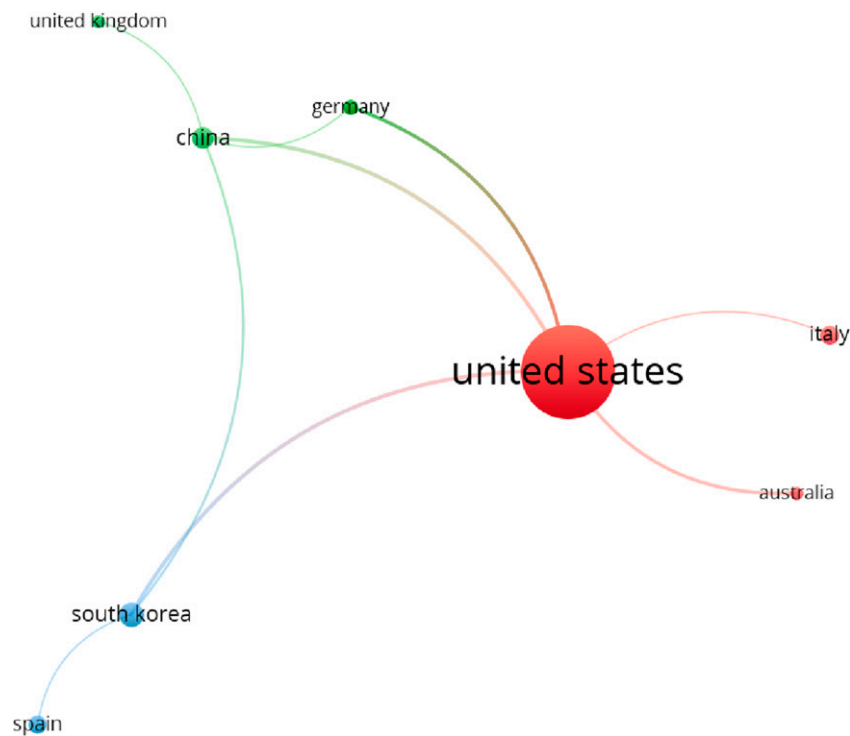 united kingdom
germany
china
italy
united states
australia
south korea
spain